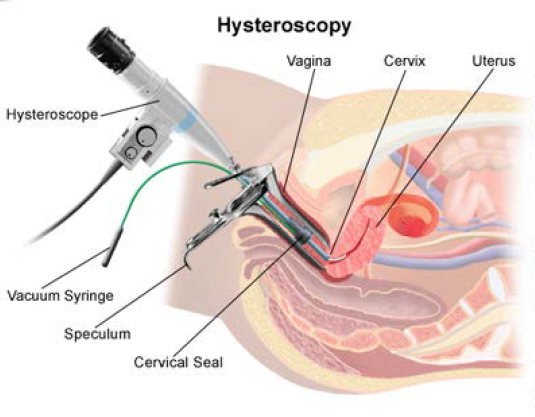 Hysteroscopy
Vagina
Cervix
Uterus
Hysteroscope
Vacuum Syringe
Speculum
Cervical Seal